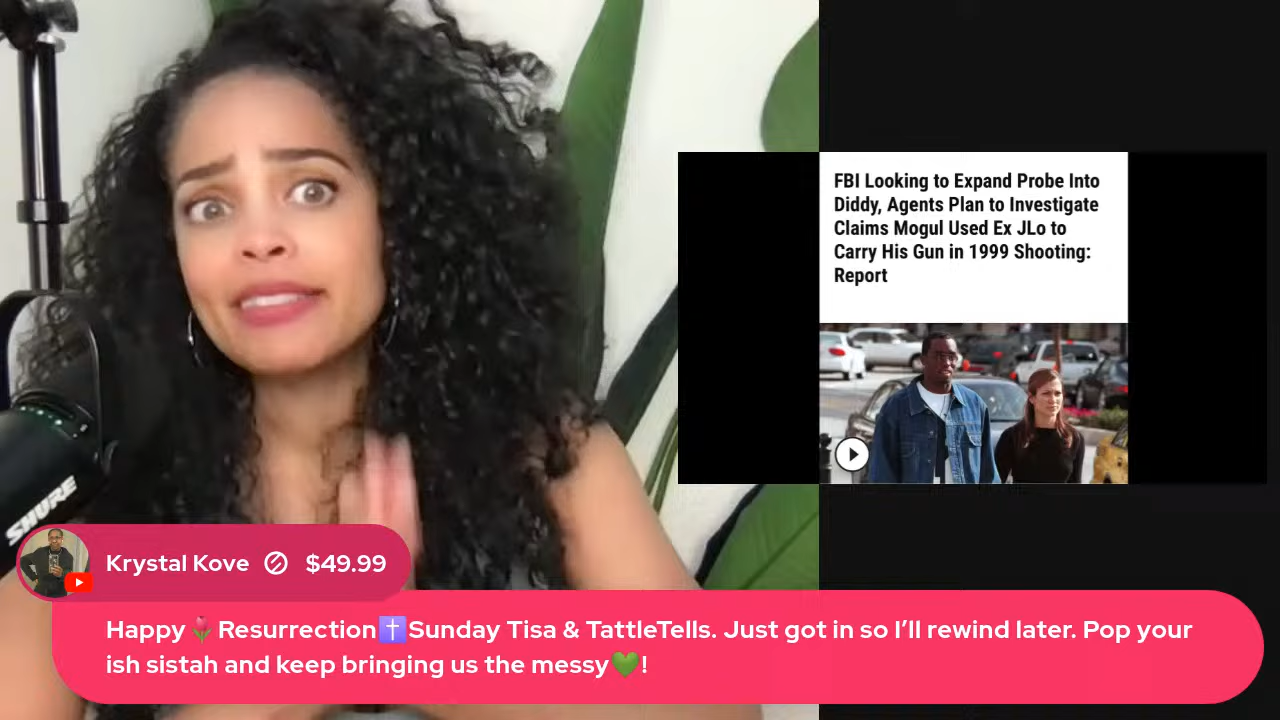 FBI Looking to Expand Probe Into
Diddy, Agents Plan to Investigate
Claims Mogul Used Ex JLo to
Carry His Gun in 1999 Shooting:
Report
SHURE
Krystal Kove $49.99
Happy🌷Resurrection✝️Sunday Tisa & TattleTells. Just got in so I’ll rewind later. Pop your
ish sistah and keep bringing us the messy💚!